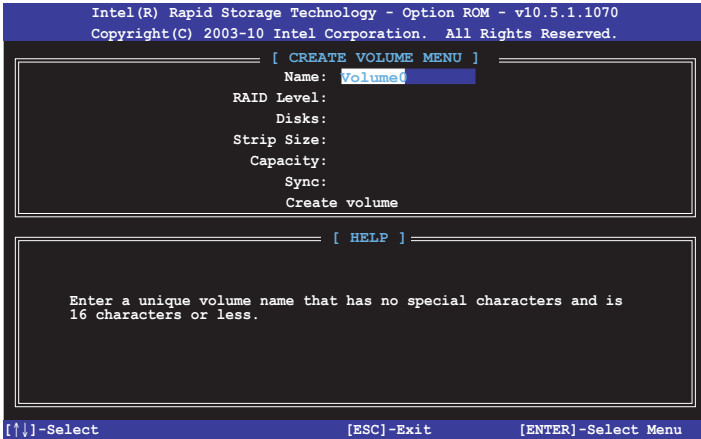 Intel(R) Rapid Storage Technology - Option ROM - v10.5.1.1070
Copyright(C) 2003-10 Intel Corporation. All Rights Reserved.
[ CREATE VOLUME MENU ]
Name: Volume0
RAID Level:
Disks:
Strip Size:
Capacity:
Sync:
Create volume
[ HELP ]
Enter a unique volume name that has no special characters and is
16 characters or less.
[↑↓]-Select [ESC]-Exit [ENTER]-Select Menu